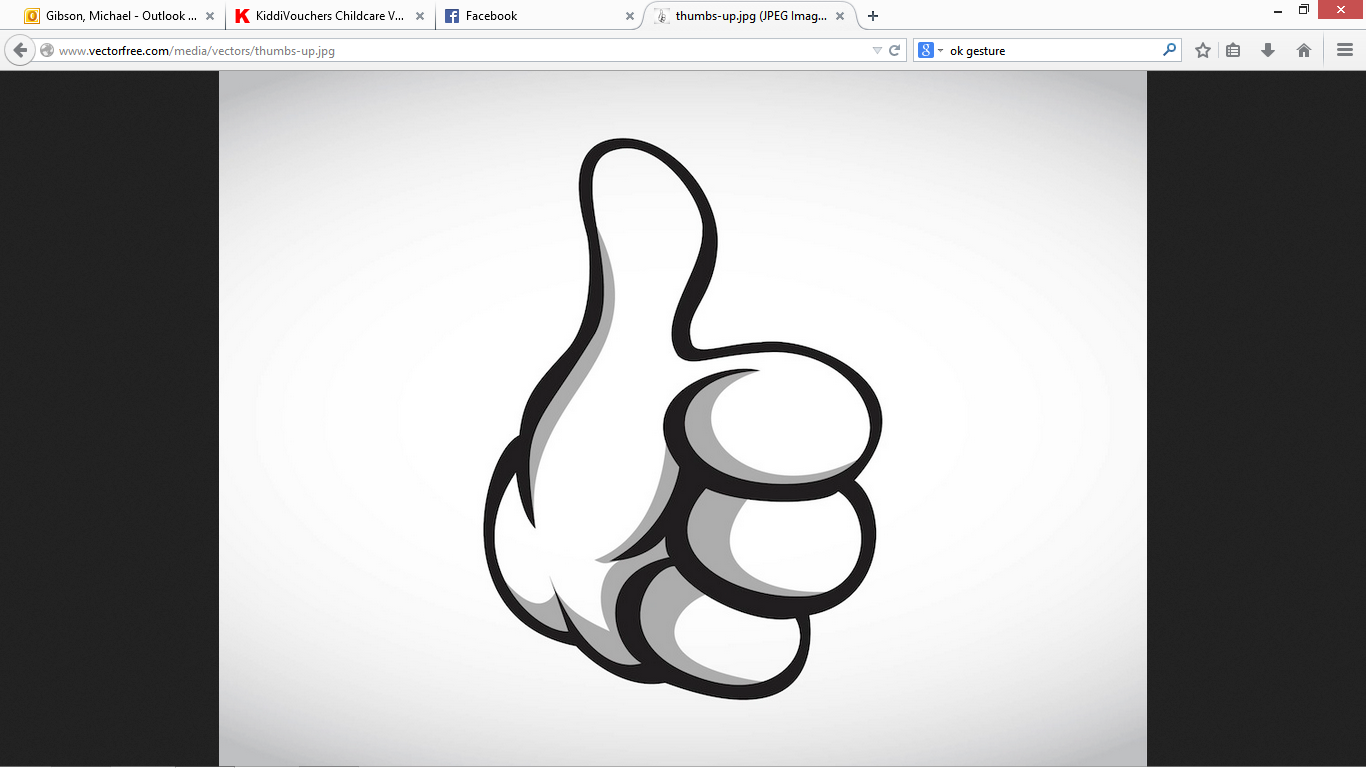 Gibson, Michael - Outlook ...
KiddiVouchers Childcare V...
Facebook
thumbs-up.jpg (JPEG Imag...
www.vectorfree.com/media/vectors/thumbs-up.jpg
ok gesture